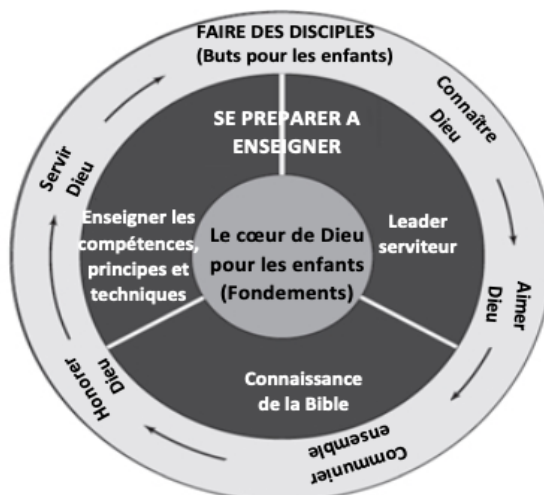 FAIRE DES DISCIPLES
(Buts pour les enfants)
Connaître
Dieu
Aimer
Dieu
Communier
ensemble
Honorer
Dieu
Servir
Dieu
SE PREPARER A
ENSEIGNER
Leader
serviteur
Connaissance
de la Bible
Enseigner les
compétences,
principes et
techniques
Le cœur de Dieu
pour les enfants
(Fondements)